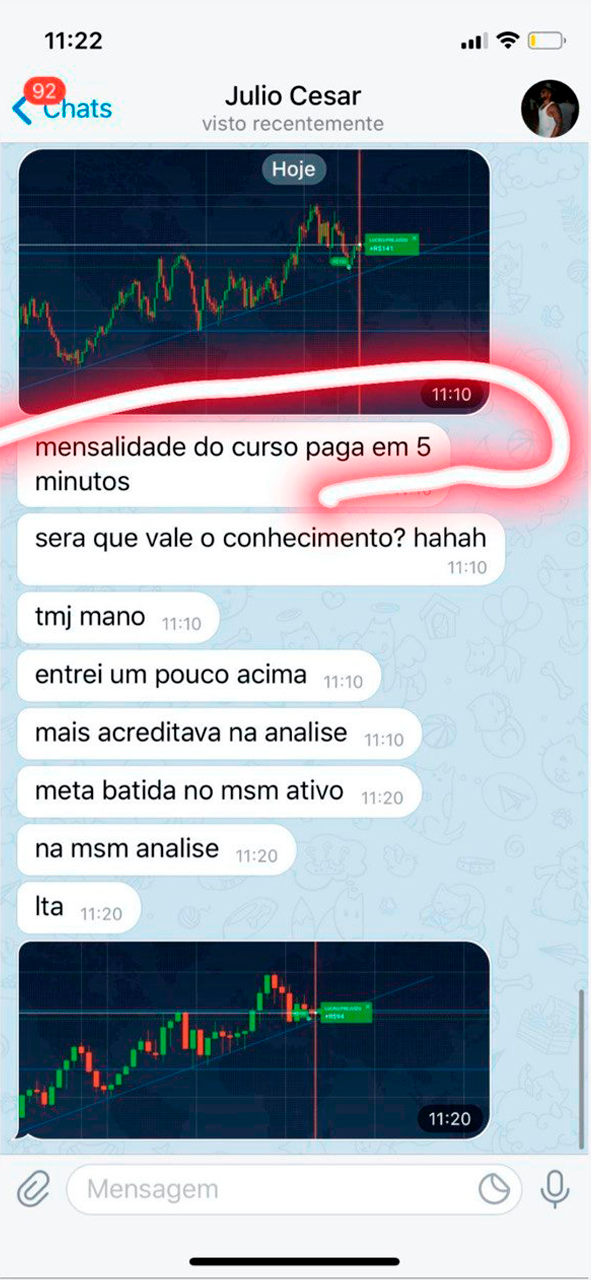 11:22
92
Chats
Julio Cesar
visto recentemente
Hoje
+R$141
11:10
mensalidade do curso paga em 5
minutos
sera que vale o conhecimento? hahah
11:10
tmj mano 11:10
entrei um pouco acima 11:10
mais acreditava na analise 11:10
meta batida no msm ativo 11:20
na msm analise 11:20
lta 11:20
+R$94
11:20
Mensagem